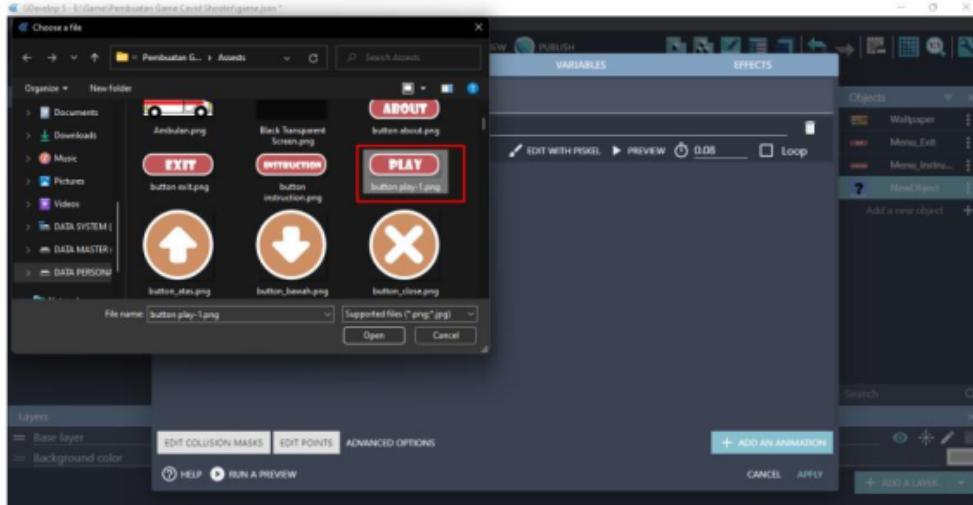 GDevelop 5 - E:\Game\Pembuatan Game Covid Shooter\game.json *
Choose a file
Pembuatan G... › Assests
Search Assests
PUBLISH
VARIABLES
EFFECTS
Organize
New folder
Objects
Documents
Downloads
Music
Pictures
Videos
DATA SYSTEM (
DATA MASTER
DATA PERSONA
Ambulan.png
Black Transparent
Screen.png
ABOUT
button about.png
EXIT
button exit.png
INSTRUCTION
button
instruction.png
PLAY
button play-1.png
button_atas.png
button_bawah.png
button_close.png
File name:
button play-1.png
Supported files (*.png;*.jpg)
Open
Cancel
EDIT WITH PISKEL
PREVIEW
0.08
Loop
Wallpaper
Menu_Exit
Menu_Instru...
NewObject
Add a new object
Search
Layers
Base layer
Background color
EDIT COLLISION MASKS
EDIT POINTS
ADVANCED OPTIONS
+ ADD AN ANIMATION
HELP
RUN A PREVIEW
CANCEL
APPLY
+ ADD A LAYER